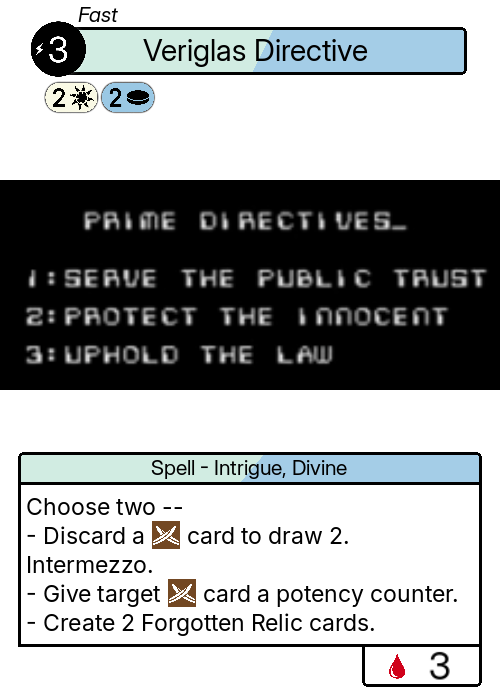 Fast
3 Veriglas Directive
2 2
PRIME DIRECTIVES_
1:SERVE THE PUBLIC TRUST
2:PROTECT THE INNOCENT
3:UPHOLD THE LAW
Spell - Intrigue, Divine
Choose two --
- Discard a card to draw 2.
Intermezzo.
- Give target card a potency counter.
- Create 2 Forgotten Relic cards.
3